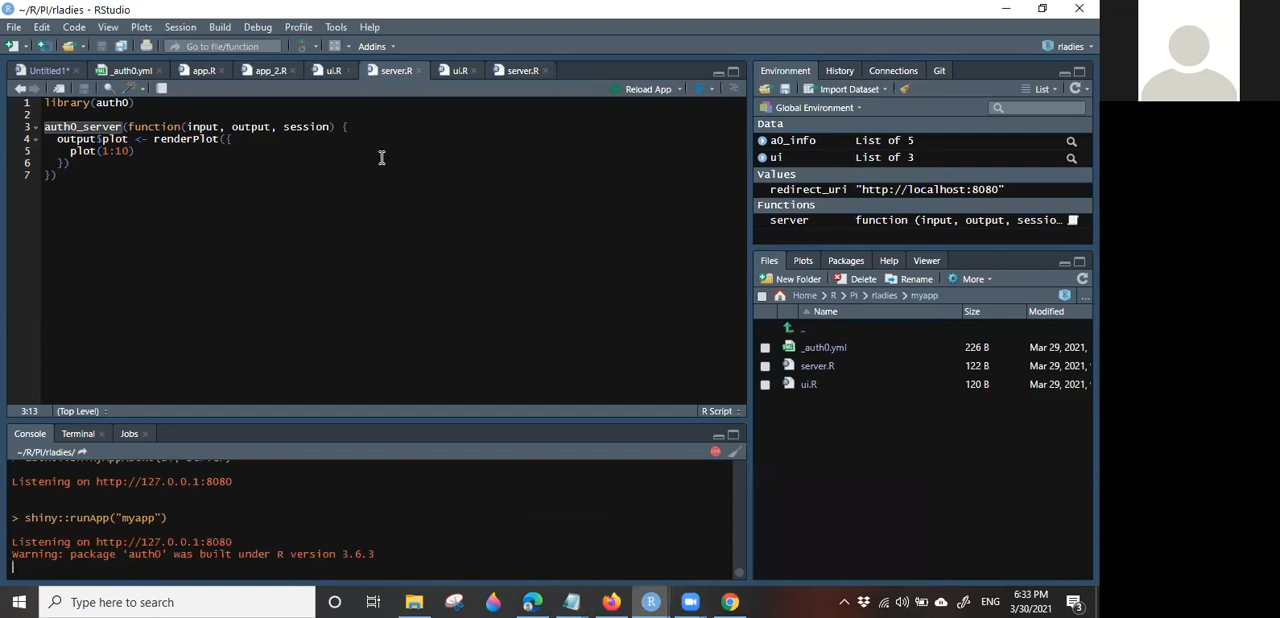 ~/R/PI/rladies - RStudio
File Edit Code View Plots Session Build Debug Profile Tools Help
Go to file/function Addins rladies
Untitled1* _auth0.yml app.R app_2.R ui.R server.R ui.R server.R
Reload App
1 library(auth0)
2
3 auth0_server(function(input, output, session) {
4 output$plot <- renderPlot({
5 plot(1:10)
6 })
7 })
3:13 (Top Level) R Script
Console Terminal Jobs
~/R/PI/rladies/
Listening on http://127.0.0.1:8080
> shiny::runApp("myapp")
Listening on http://127.0.0.1:8080
Warning: package 'auth0' was built under R version 3.6.3
Environment History Connections Git
Import Dataset List
Global Environment
Data
a0_info List of 5
ui List of 3
Values
redirect_uri "http://localhost:8080"
Functions
server function (input, output, sessio…
Files Plots Packages Help Viewer
New Folder Delete Rename More
Home R PI rladies myapp ...
Name Size Modified
..
_auth0.yml 226 B Mar 29, 2021,
server.R 122 B Mar 29, 2021,
ui.R 120 B Mar 29, 2021,
Type here to search
ENG
6:33 PM
3/30/2021
3